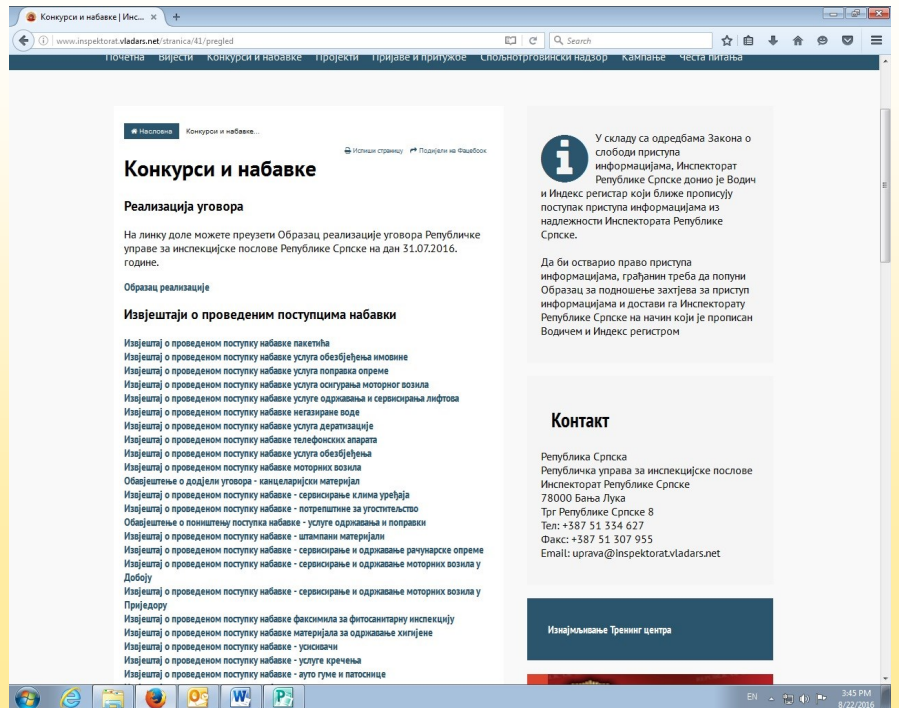 Конкурси и набавке | Инс...
www.inspektorat.vladars.net/stranica/41/pregled
Search
Почетна Вијести Конкурси и набавке Пројекти Пријаве и притужбе Спољнотрговински надзор Кампање Честа питања
Насловна Конкурси и набавке...
Испиши страницу Подијели на Фацебоок
Конкурси и набавке
Реализација уговора
На линку доле можете преузети Образац реализације уговора Републичке
управе за инспекцијске послове Републике Српске на дан 31.07.2016.
године.
Образац реализације
Извјештаји о проведеним поступцима набавки
Извјештај о проведеном поступку набавке пакетића
Извјештај о проведеном поступку набавке услуга обезбјеђења имовине
Извјештај о проведеном поступку набавке услуга поправка опреме
Извјештај о проведеном поступку набавке услуга осигурања моторног возила
Извјештај о проведеном поступку набавке услуге одржавања и сервисирања лифтова
Извјештај о проведеном поступку набавке негазиране воде
Извјештај о проведеном поступку набавке услуга дератизације
Извјештај о проведеном поступку набавке телефонских апарата
Извјештај о проведеном поступку набавке услуга обезбјеђења
Извјештај о проведеном поступку набавке моторних возила
Обавјештење о додјели уговора - канцеларијски материјал
Извјештај о проведеном поступку набавке - сервисирање клима уређаја
Извјештај о проведеном поступку набавке - потрепштине за угоститељство
Обавјештење о поништењу поступка набавке - услуге одржавања и поправки
Извјештај о проведеном поступку набавке - штампани материјали
Извјештај о проведеном поступку набавке - сервисирање и одржавање рачунарске опреме
Извјештај о проведеном поступку набавке - сервисирање и одржавање моторних возила у
Добоју
Извјештај о проведеном поступку набавке - сервисирање и одржавање моторних возила у
Приједору
Извјештај о проведеном поступку набавке факсимила за фитосанитарну инспекцију
Извјештај о проведеном поступку набавке материјала за одржавање хигијене
Извјештај о проведеном поступку набавке - усисивачи
Извјештај о проведеном поступку набавке - услуге кречења
Извјештај о проведеном поступку набавке - ауто гуме и патоснице
У складу са одредбама Закона о
слободи приступа
информацијама, Инспекторат
Републике Српске донио је Водич
и Индекс регистар који ближе прописују
поступак приступа информацијама из
надлежности Инспектората Републике
Српске.
Да би остварио право приступа
информацијама, грађанин треба да попуни
Образац за подношење захтјева за приступ
информацијама и достави га Инспекторату
Републике Српске на начин који је прописан
Водичем и Индекс регистром
Контакт
Република Српска
Републичка управа за инспекцијске послове
Инспекторат Републике Српске
78000 Бања Лука
Трг Републике Српске 8
Тел: +387 51 334 627
Факс: +387 51 307 955
Email: uprava@inspektorat.vladars.net
Изнајмљивање Тренинг центра
EN
3:45 PM
8/22/2016